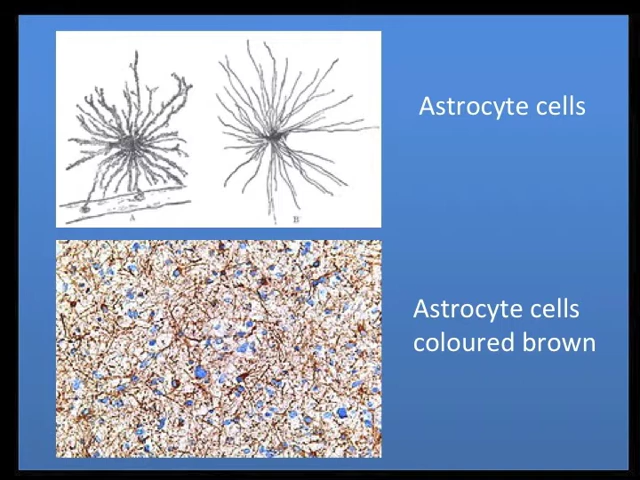 Astrocyte cells
A
B
Astrocyte cells
coloured brown